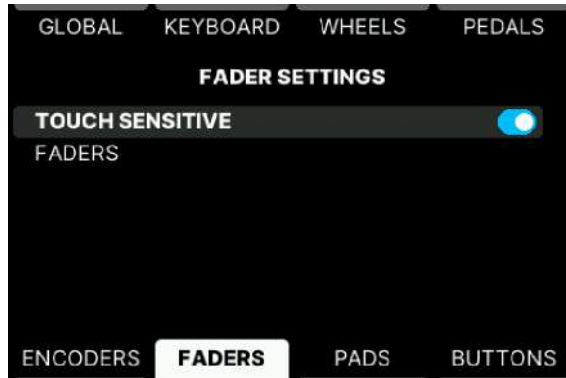 GLOBAL KEYBOARD WHEELS PEDALS
FADER SETTINGS
TOUCH SENSITIVE
FADERS
ENCODERS FADERS PADS BUTTONS